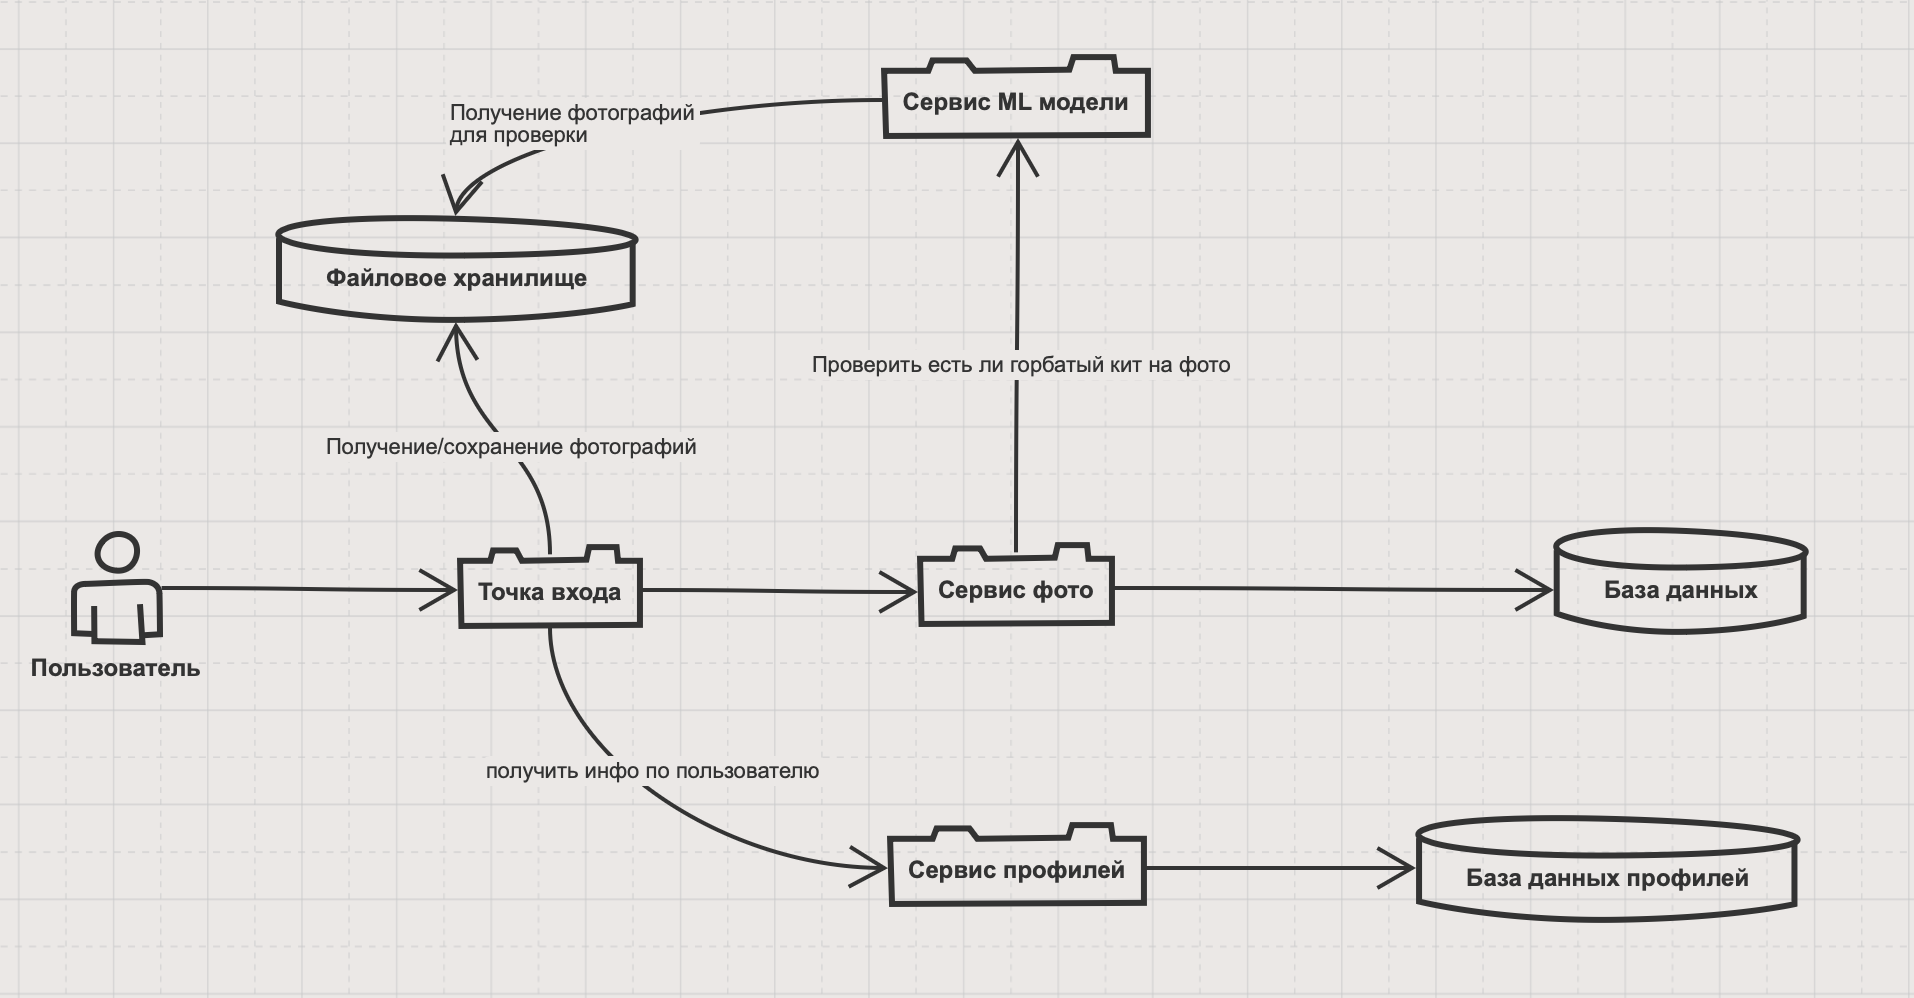 Сервис ML модели
Получение фотографий
для проверки
Файловое хранилище
Проверить есть ли горбатый кит на фото
Получение/сохранение фотографий
Пользователь
Точка входа
Сервис фото
База данных
получить инфо по пользователю
Сервис профилей
База данных профилей